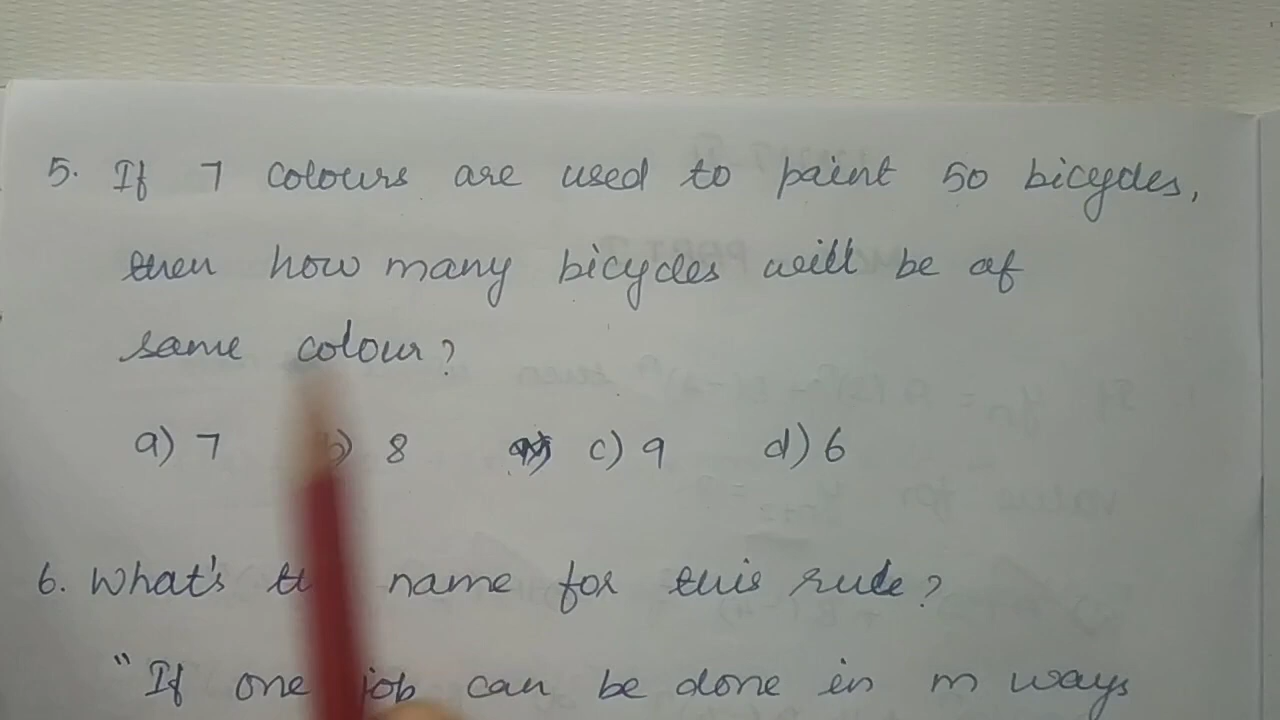 5. If 7 colours are used to paint 50 bicycles,
then how many bicycles will be of
same colour?
a) 7 b) 8 c) 9 d) 6
6. What's name for this rule?
"If one job can be done in m ways